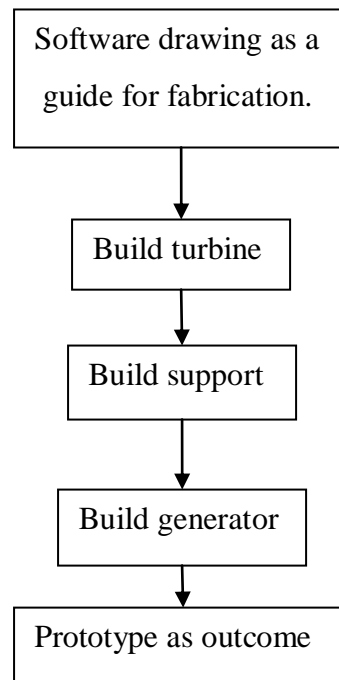 Software drawing as a
guide for fabrication.
Build turbine
Build support
Build generator
Prototype as outcome